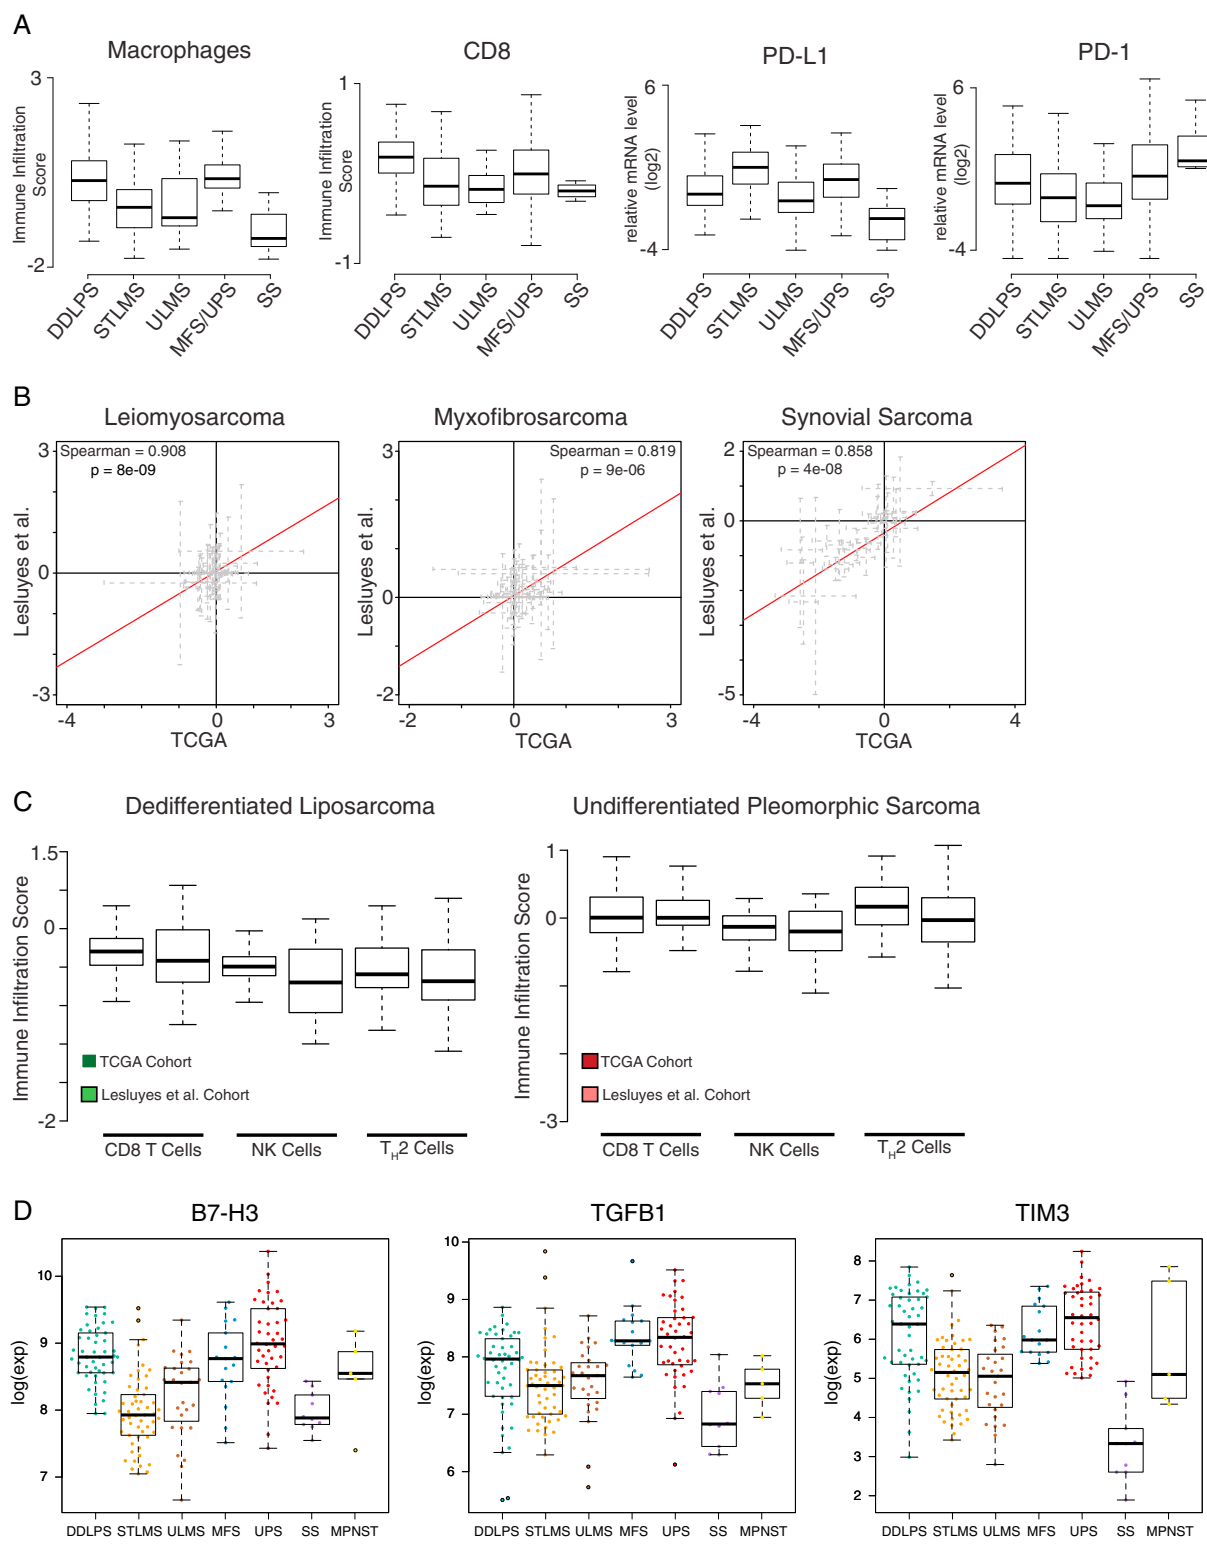 A
Macrophages
CD8
PD-L1
PD-1
Immune Infiltration
Score
3
-2
DDLPS
STLMS
ULMS
MFS/UPS
SS
Immune Infiltration
Score
1
-1
DDLPS
STLMS
ULMS
MFS/UPS
SS
relative mRNA level
(log2)
6
-4
DDLPS
STLMS
ULMS
MFS/UPS
SS
relative mRNA level
(log2)
6
-4
DDLPS
STLMS
ULMS
MFS/UPS
SS
B
Leiomyosarcoma
Spearman = 0.908
p = 8e-09
Lesluyes et al.
3
0
-3
-4 0 3
TCGA
Myxofibrosarcoma
Spearman = 0.819
p = 9e-06
Lesluyes et al.
3
0
-2
-2 0 3
TCGA
Synovial Sarcoma
Spearman = 0.858
p = 4e-08
Lesluyes et al.
2
0
-5
-4 0 4
TCGA
C
Dedifferentiated Liposarcoma
Immune Infiltration Score
1.5
0
-2
TCGA Cohort
Lesluyes et al. Cohort
CD8 T Cells NK Cells TH2 Cells
Undifferentiated Pleomorphic Sarcoma
Immune Infiltration Score
1
0
-3
TCGA Cohort
Lesluyes et al. Cohort
CD8 T Cells NK Cells TH2 Cells
D
B7-H3
log(exp)
10
9
8
7
DDLPS STLMS ULMS MFS UPS SS MPNST
TGFB1
log(exp)
10
9
8
7
6
DDLPS STLMS ULMS MFS UPS SS MPNST
TIM3
log(exp)
8
7
6
5
4
3
2
DDLPS STLMS ULMS MFS UPS SS MPNST